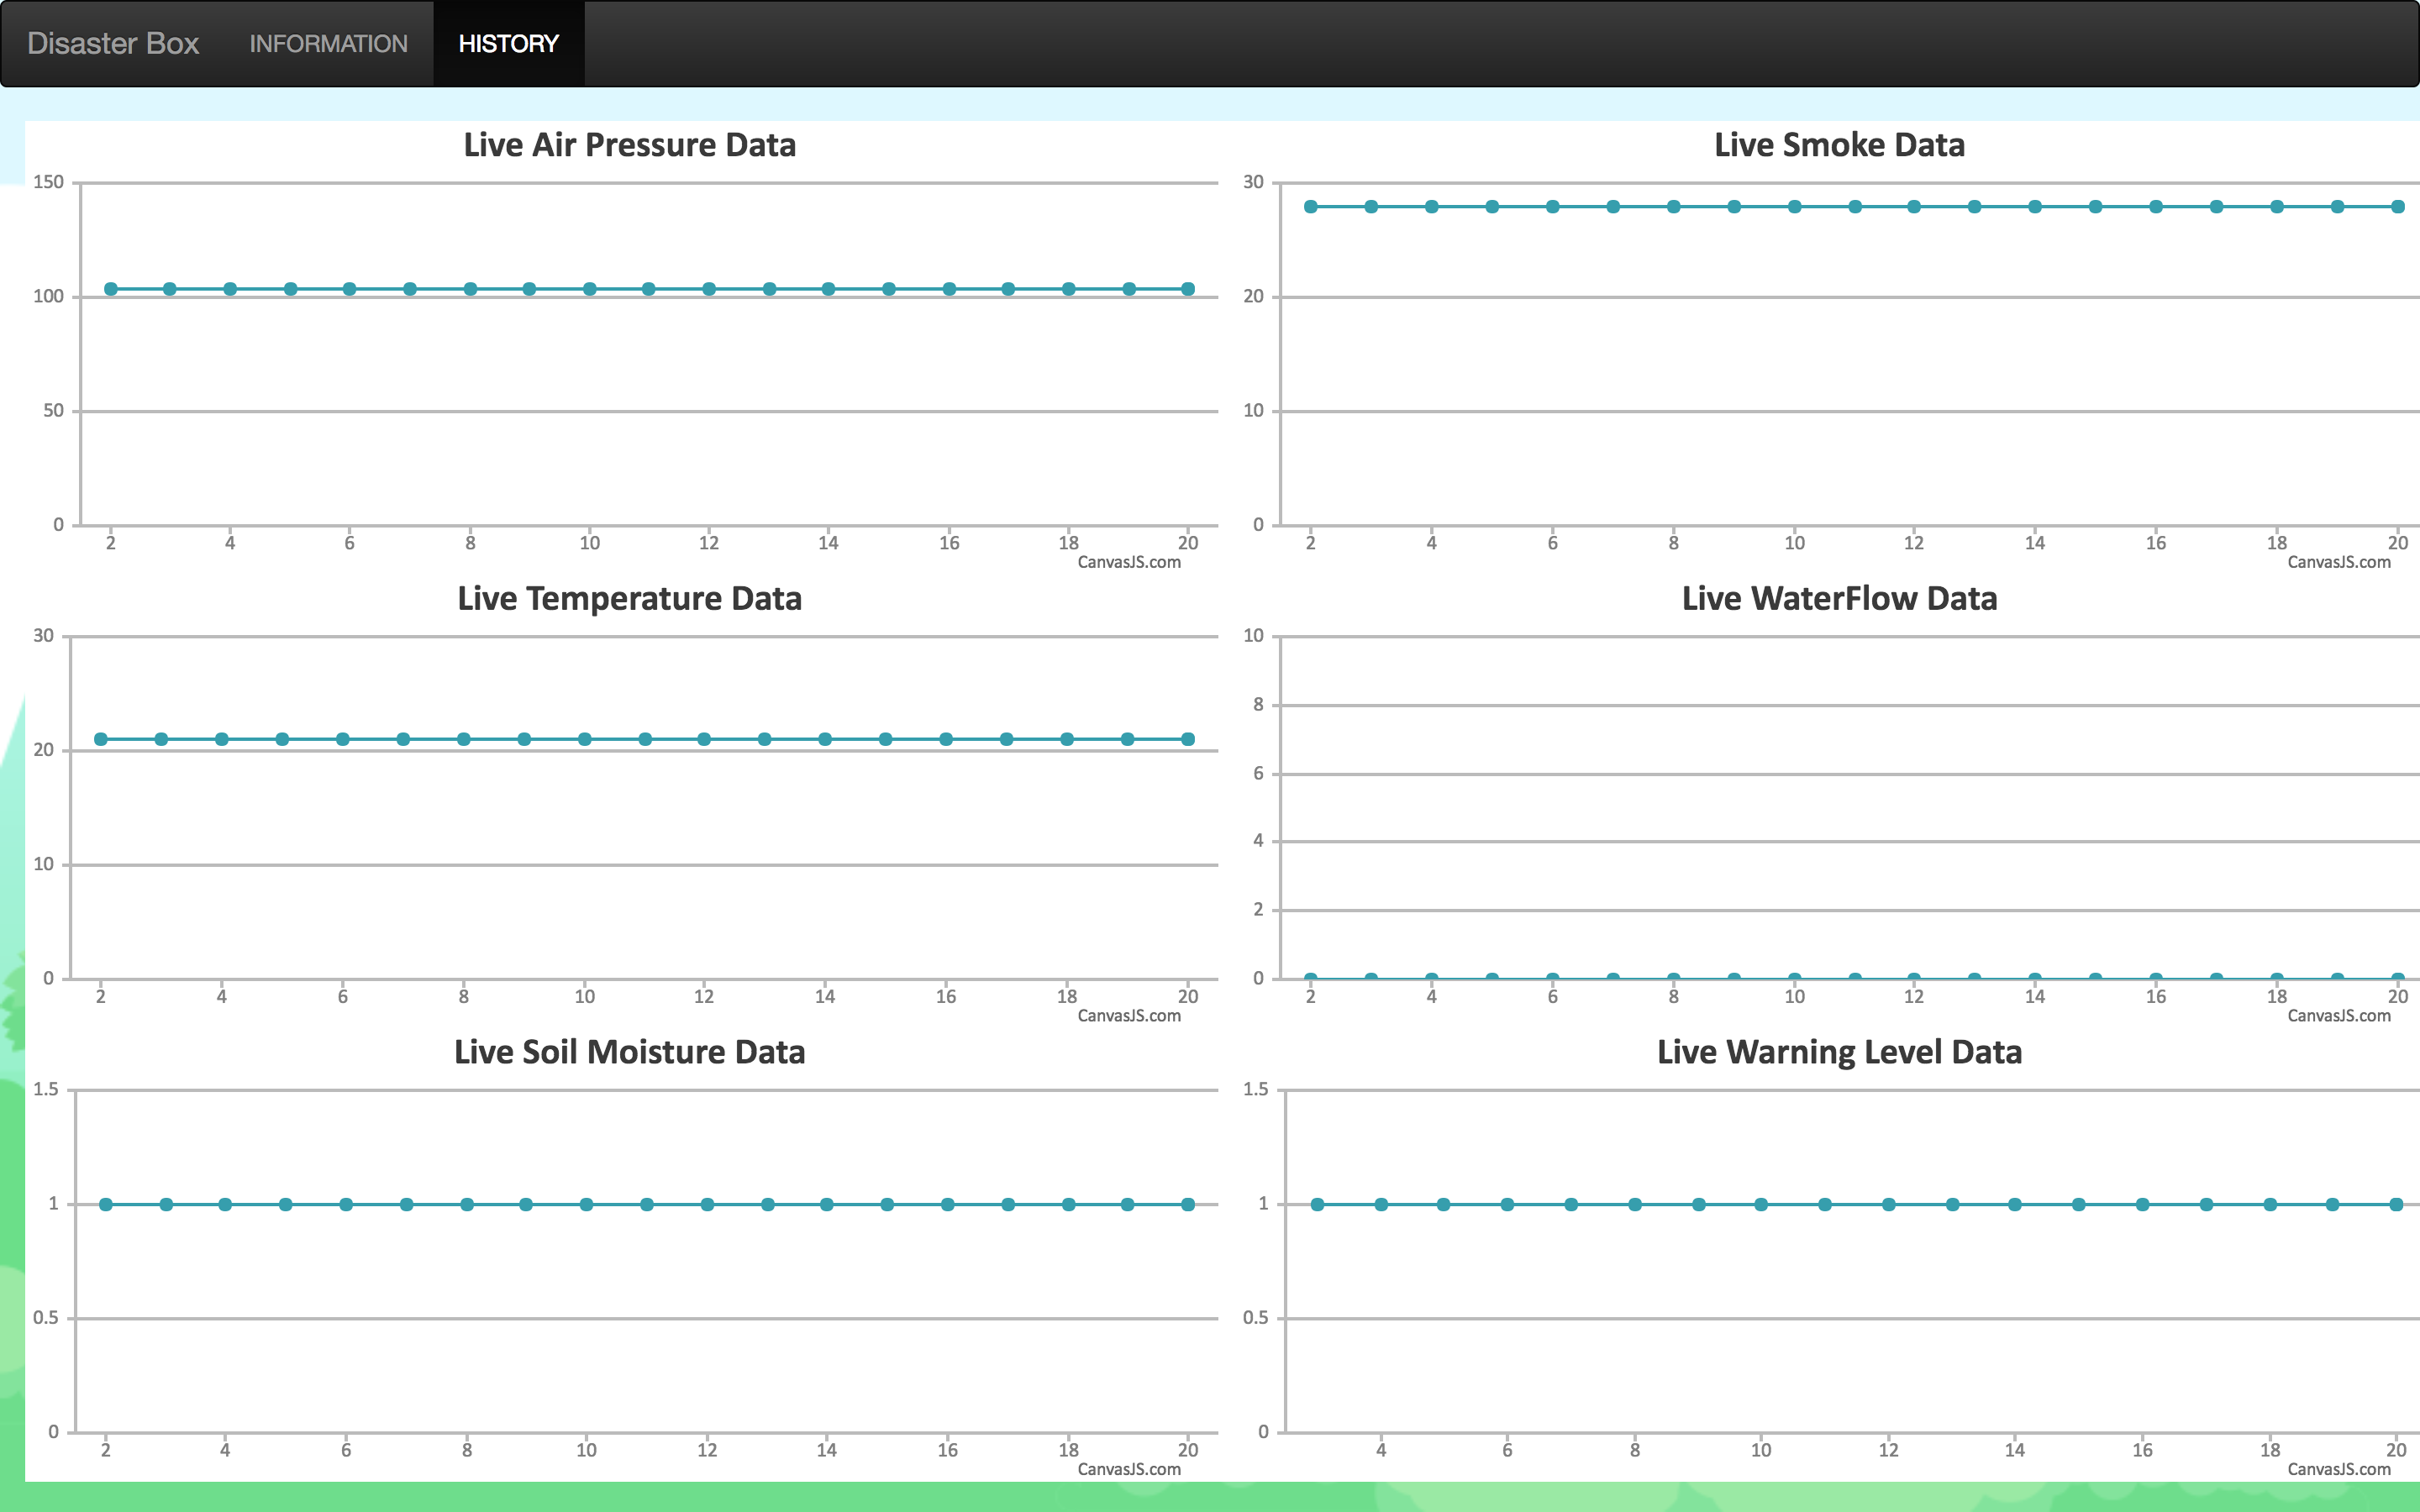 Disaster Box INFORMATION HISTORY
Live Air Pressure Data
150
100
50
0
2 4 6 8 10 12 14 16 18 20
CanvasJS.com
Live Smoke Data
30
20
10
0
2 4 6 8 10 12 14 16 18 20
CanvasJS.com
Live Temperature Data
30
20
10
0
2 4 6 8 10 12 14 16 18 20
CanvasJS.com
Live WaterFlow Data
10
8
6
4
2
0
2 4 6 8 10 12 14 16 18 20
CanvasJS.com
Live Soil Moisture Data
1.5
1
0.5
0
2 4 6 8 10 12 14 16 18 20
CanvasJS.com
Live Warning Level Data
1.5
1
0.5
0
4 6 8 10 12 14 16 18 20
CanvasJS.com